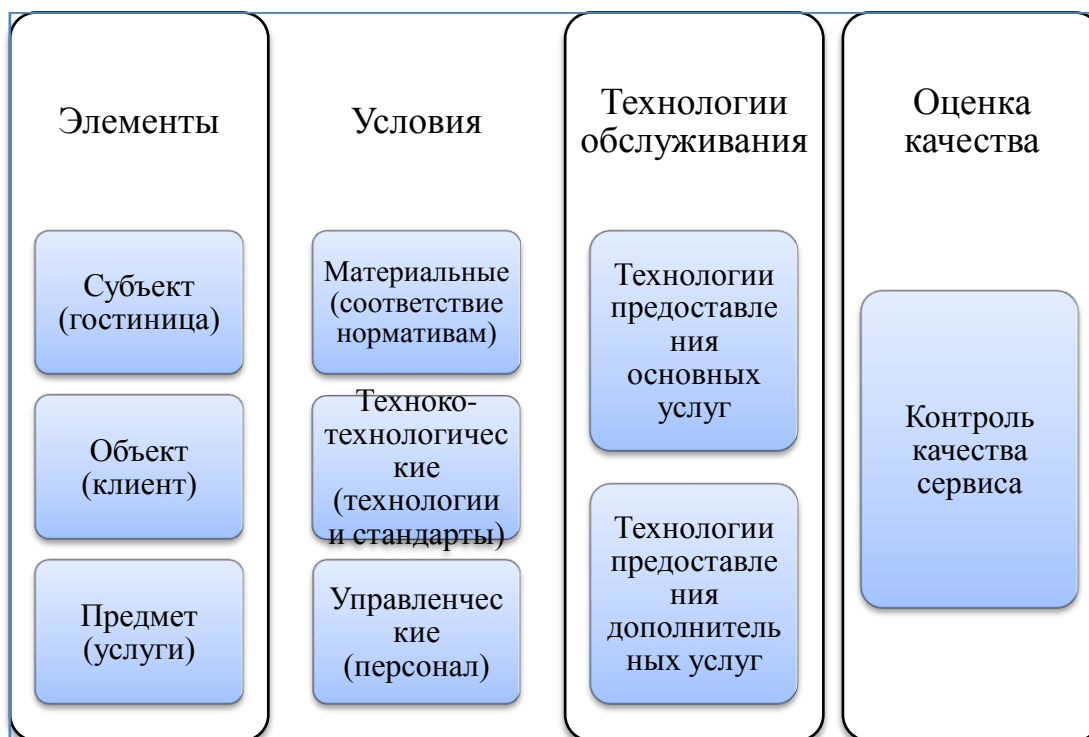 Элементы
Субъект
(гостиница)
Объект
(клиент)
Предмет
(услуги)
Условия
Материальные
(соответствие
нормативам)
Техноко-
технологичес
кие
(технологии
и стандарты)
Управленчес
кие
(персонал)
Технологии
обслуживания
Технологии
предоставле
ния
основных
услуг
Технологии
предоставле
ния
дополнитель
ных услуг
Оценка
качества
Контроль
качества
сервиса